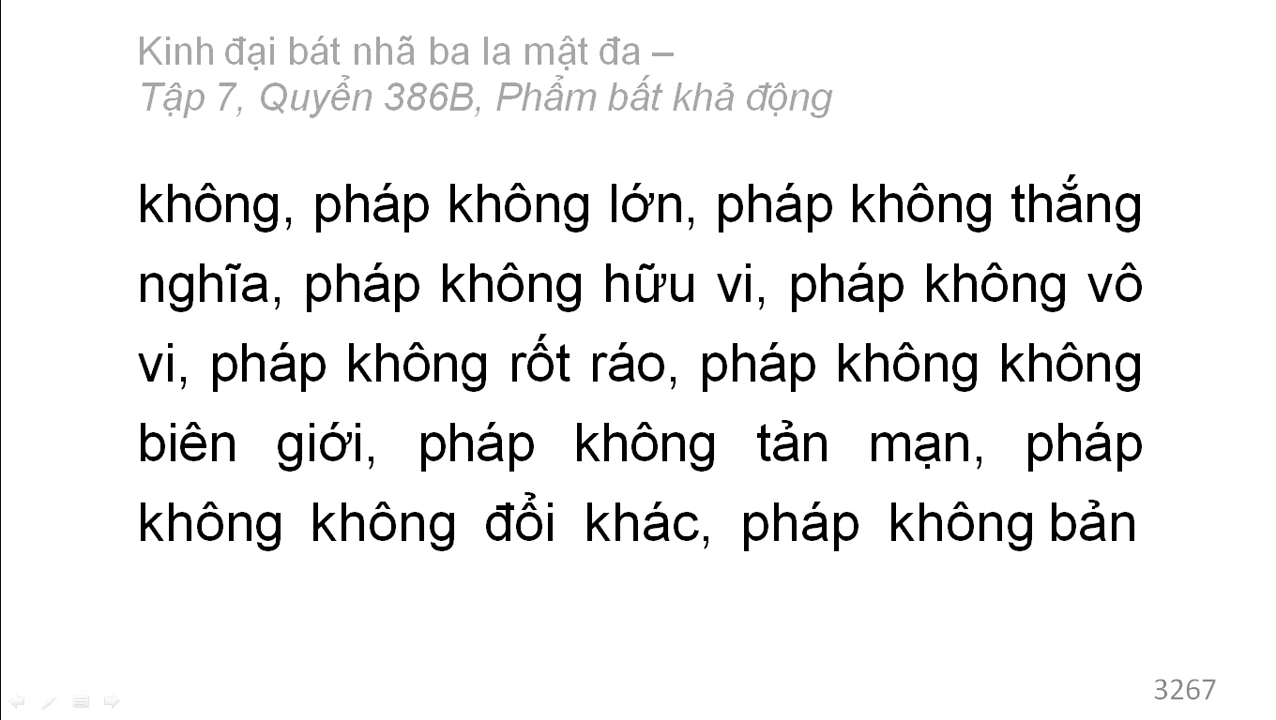 Kinh đại bát nhã ba la mật đa –
Tập 7, Quyển 386B, Phẩm bất khả động
không, pháp không lớn, pháp không thắng
nghĩa, pháp không hữu vi, pháp không vô
vi, pháp không rốt ráo, pháp không không
biên giới, pháp không tản mạn, pháp
không không đổi khác, pháp không bản
3267